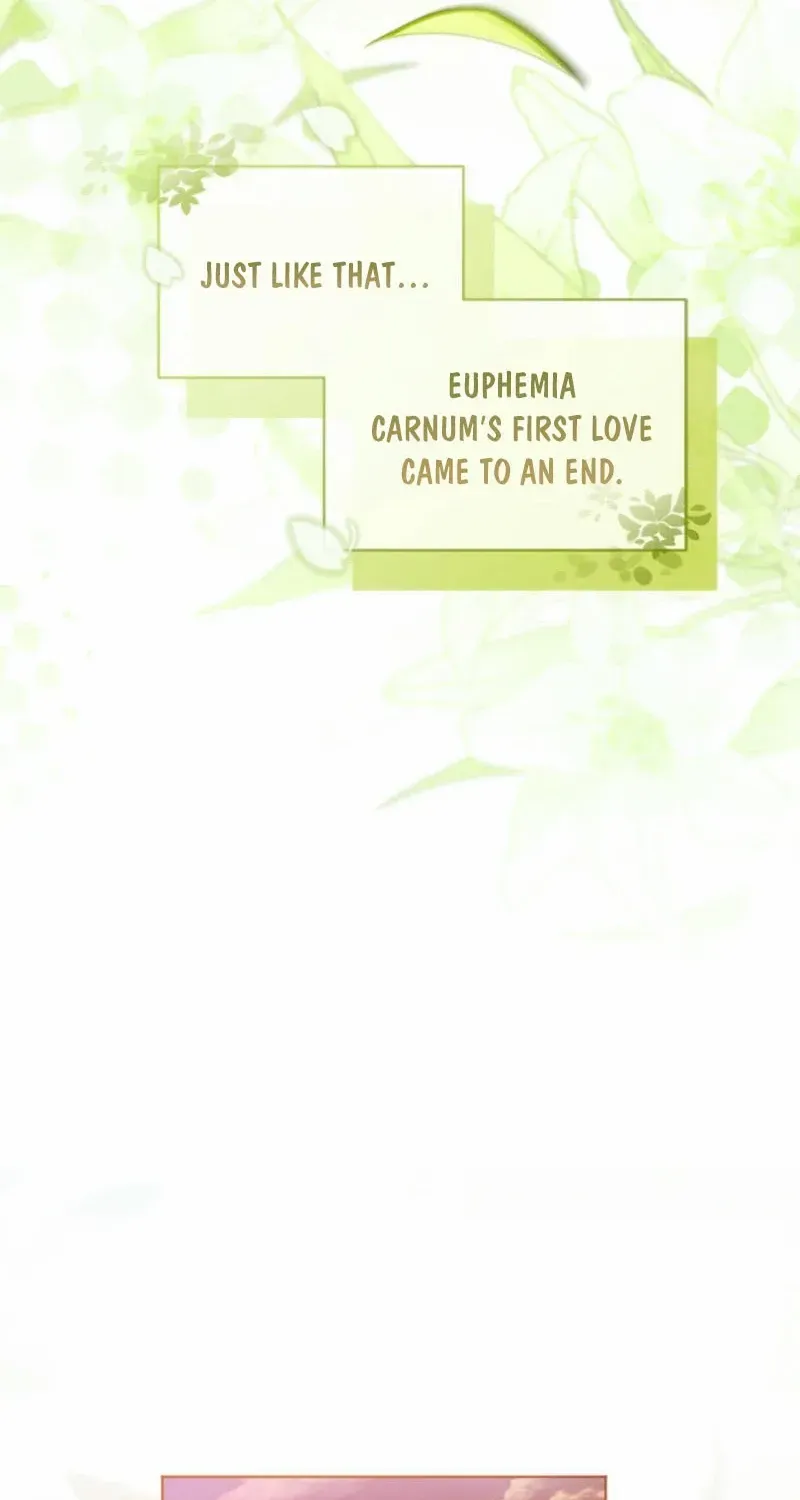 JUST LIKE THAT...
EUPHEMIA
CARNUM'S FIRST LOVE
CAME TO AN END.